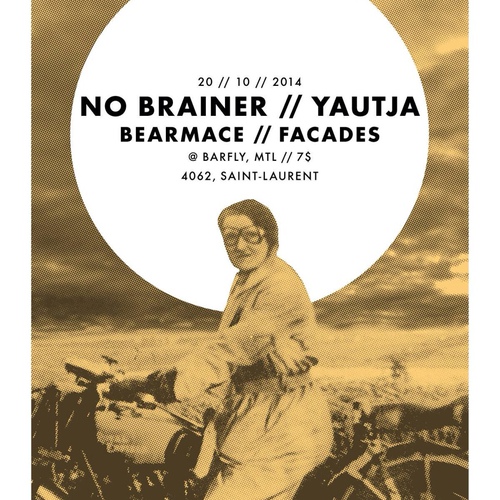 20 // 10 // 2014
NO BRAINER // YAUTJA
BEARMACE // FACADES
@ BARFLY, MTL // 7$
4062, SAINT-LAURENT